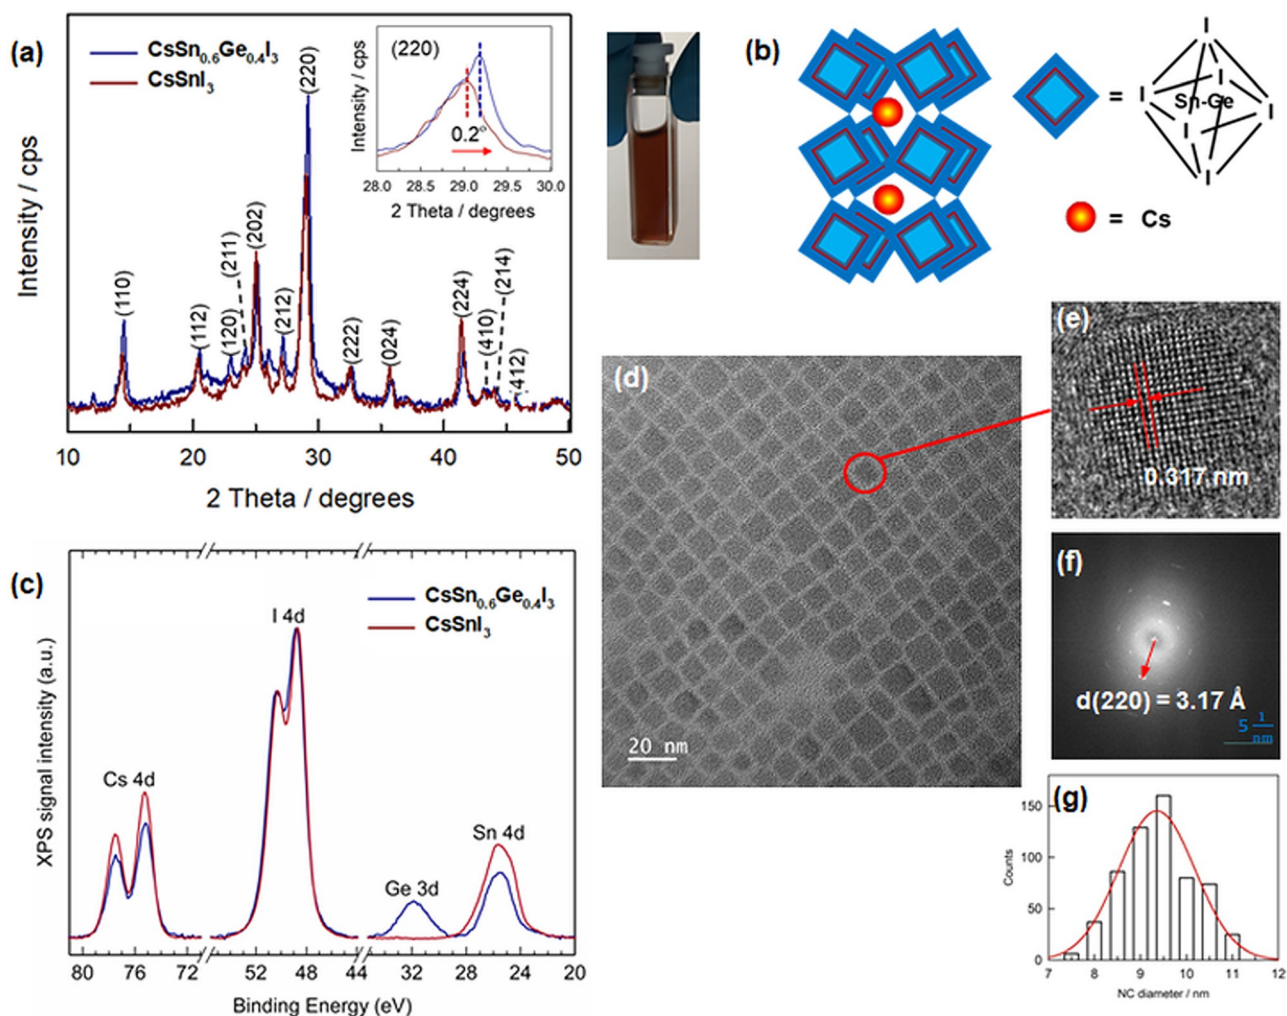 (a)
CsSn0.6Ge0.4I3
CsSnI3
Intensity / cps
2 Theta / degrees
10 20 30 40 50
(110)
(112)
(120)
(211)
(202)
(212)
(220)
(222)
(024)
(224)
(410)
(214)
(412)
(220)
Intensity / cps
0.2°
28.0 28.5 29.0 29.5 30.0
2 Theta / degrees
(b)
I
I I I
Sn-Ge
I I
I
=
= Cs
(c)
CsSn0.6Ge0.4I3
CsSnI3
XPS signal intensity (a.u.)
Cs 4d
I 4d
Ge 3d
Sn 4d
80 76 72 52 48 44 32 28 24 20
Binding Energy (eV)
(d)
20 nm
(e)
0.317 nm
(f)
d(220) = 3.17 Å
5 1/nm
(g)
Counts
150
100
50
0
7 8 9 10 11 12
NC diameter / nm